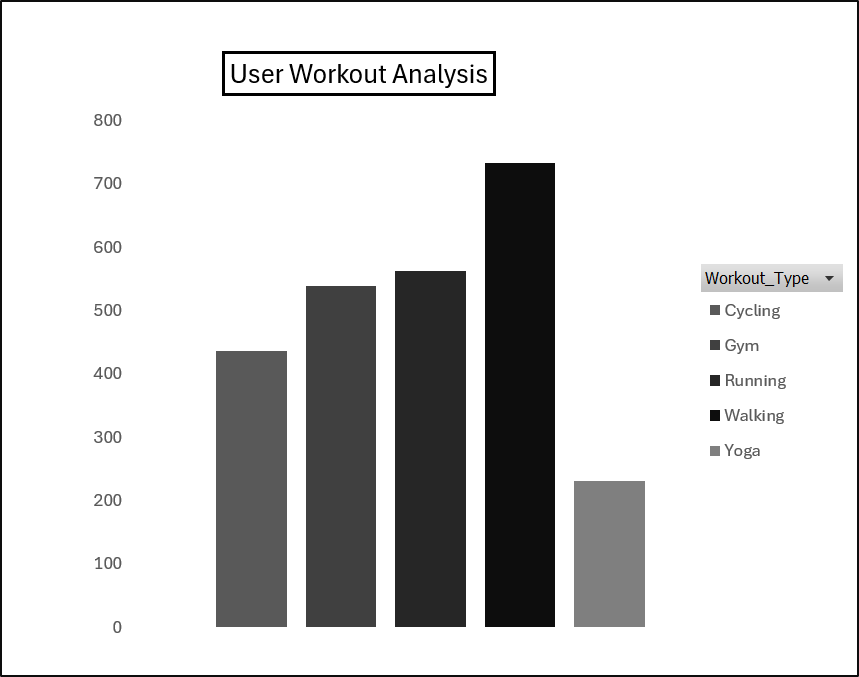 User Workout Analysis
800
700
600
500
400
300
200
100
0
Workout_Type
Cycling
Gym
Running
Walking
Yoga